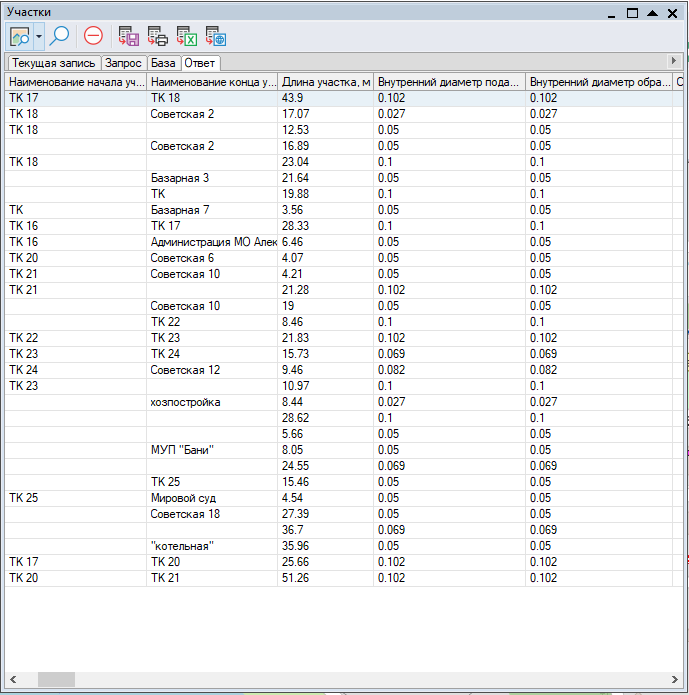 Участки
Текущая запись Запрос База Ответ
Наименование начала уч... Наименование конца у... Длина участка, м Внутренний диаметр пода... Внутренний диаметр обра... С
ТК 17 ТК 18 43.9 0.102 0.102
ТК 18 Советская 2 17.07 0.027 0.027
ТК 18 12.53 0.05 0.05
Советская 2 16.89 0.05 0.05
ТК 18 23.04 0.1 0.1
Базарная 3 21.64 0.05 0.05
ТК 19.88 0.1 0.1
ТК Базарная 7 3.56 0.05 0.05
ТК 16 ТК 17 28.33 0.1 0.1
ТК 16 Администрация МО Алек 6.46 0.05 0.05
ТК 20 Советская 6 4.07 0.05 0.05
ТК 21 Советская 10 4.21 0.05 0.05
ТК 21 21.28 0.102 0.102
Советская 10 19 0.05 0.05
ТК 22 8.46 0.1 0.1
ТК 22 ТК 23 21.83 0.102 0.102
ТК 23 ТК 24 15.73 0.069 0.069
ТК 24 Советская 12 9.46 0.082 0.082
ТК 23 10.97 0.1 0.1
хозпостройка 8.44 0.027 0.027
28.62 0.1 0.1
5.66 0.05 0.05
МУП "Бани" 8.05 0.05 0.05
24.55 0.069 0.069
ТК 25 15.46 0.05 0.05
ТК 25 Мировой суд 4.54 0.05 0.05
Советская 18 27.39 0.05 0.05
36.7 0.069 0.069
"котельная" 35.96 0.05 0.05
ТК 17 ТК 20 25.66 0.102 0.102
ТК 20 ТК 21 51.26 0.102 0.102